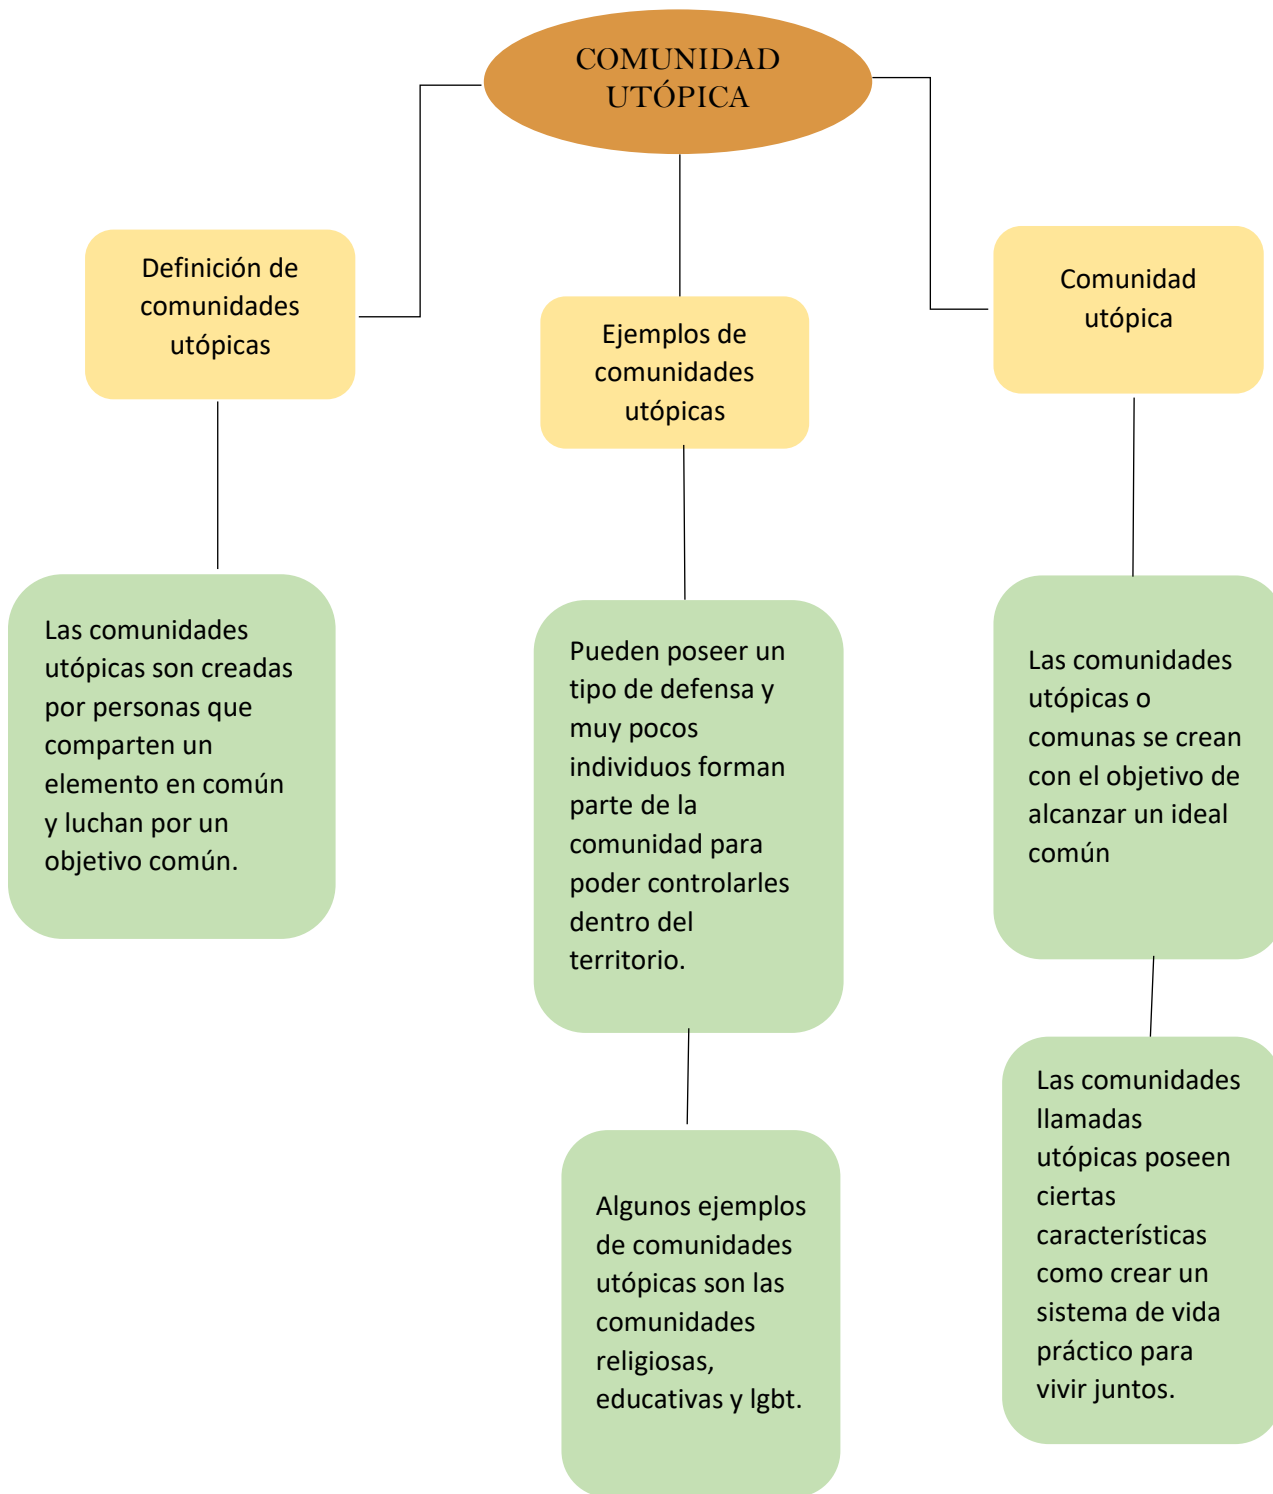 COMUNIDAD
UTÓPICA
Definición de
comunidades
utópicas
Ejemplos de
comunidades
utópicas
Comunidad
utópica
Las comunidades
utópicas son creadas
por personas que
comparten un
elemento en común
y luchan por un
objetivo común.
Pueden poseer un
tipo de defensa y
muy pocos
individuos forman
parte de la
comunidad para
poder controlarles
dentro del
territorio.
Las comunidades
utópicas o
comunas se crean
con el objetivo de
alcanzar un ideal
común
Algunos ejemplos
de comunidades
utópicas son las
comunidades
religiosas,
educativas y lgbt.
Las comunidades
llamadas
utópicas poseen
ciertas
característicasas
como crear un
sistema de vida
práctico para
vivir juntos.